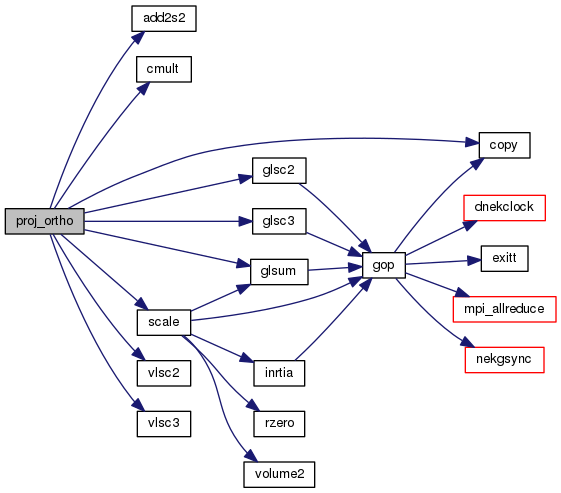 add2s2
cmult
copy
glsc2
dnekclock
proj_ortho
glsc3
exitt
gop
glsum
mpi_allreduce
scale
nekgsync
vlsc2
inrtia
vlsc3
rzero
volume2